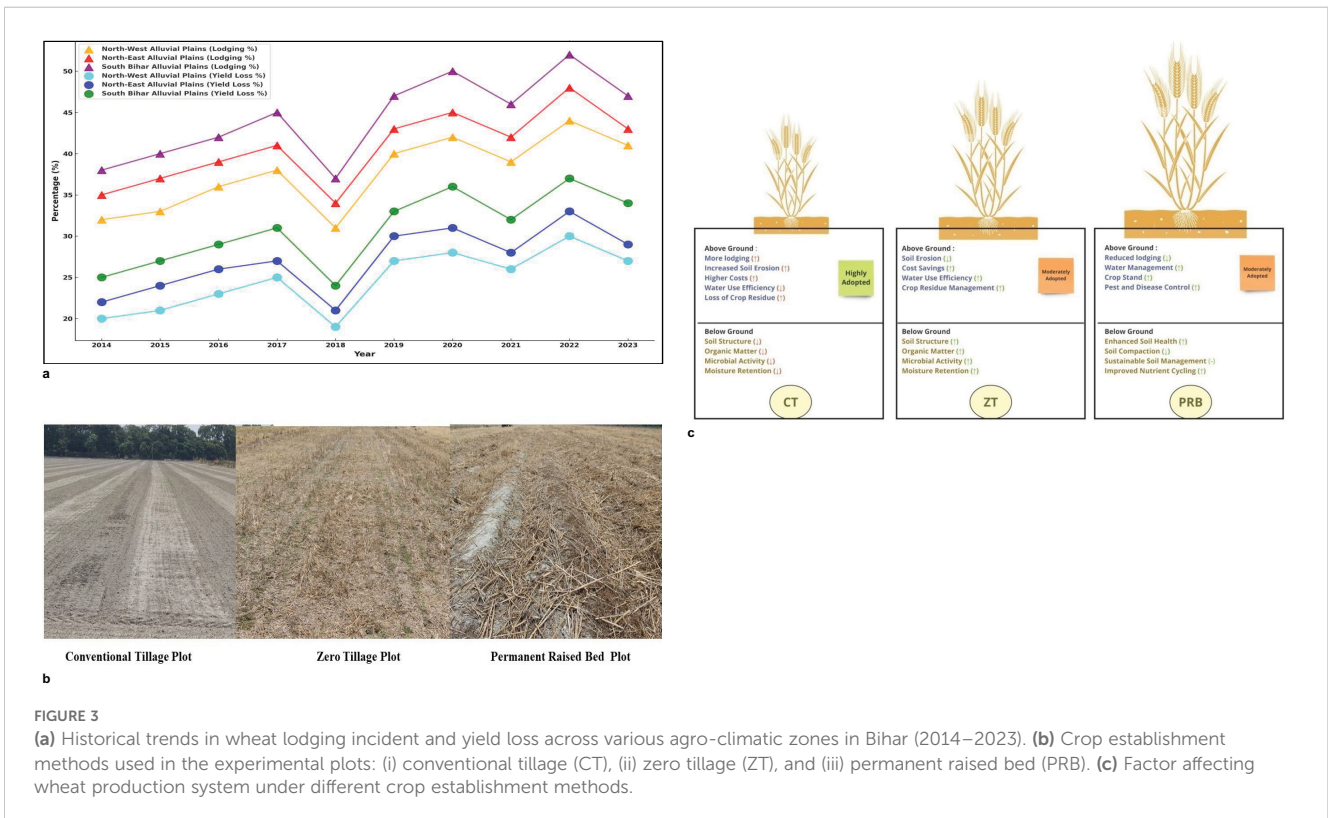 North-West Alluvial Plains (Lodging %)
North-East Alluvial Plains (Lodging %)
South Bihar Alluvial Plains (Lodging %)
North-West Alluvial Plains (Yield Loss %)
North-East Alluvial Plains (Yield Loss %)
South Bihar Alluvial Plains (Yield Loss %)
Percentage (%)
50
45
40
35
30
25
20
2014 2015 2016 2017 2018 2019 2020 2021 2022 2023
Year
a
Conventional Tillage Plot
Zero Tillage Plot
Permanent Raised Bed Plot
b
Above Ground :
More lodging (↑)
Increased Soil Erosion (↑)
Higher Costs (↑)
Water Use Efficiency (↓)
Loss of Crop Residue (↑)
Highly
Adopted
Below Ground
Soil Structure (↓)
Organic Matter (↓)
Microbial Activity (↓)
Moisture Retention (↓)
CT
Above Ground :
Soil Erosion (↓)
Cost Savings (↑)
Water Use Efficiency (↑)
Crop Residue Management (↑)
Moderately
Adopted
Below Ground
Soil Structure (↑)
Organic Matter (↑)
Microbial Activity (↑)
Moisture Retention (↑)
ZT
Above Ground :
Reduced lodging (↓)
Water Management (↑)
Crop Stand (↑)
Pest and Disease Control (↑)
Moderately
Adopted
Below Ground
Enhanced Soil Health (↑)
Soil Compaction (↓)
Sustainable Soil Management (-)
Improved Nutrient Cycling (↑)
PRB
c
FIGURE 3
(a) Historical trends in wheat lodging incident and yield loss across various agro-climatic zones in Bihar (2014–2023). (b) Crop establishment
methods used in the experimental plots: (i) conventional tillage (CT), (ii) zero tillage (ZT), and (iii) permanent raised bed (PRB). (c) Factor affecting
wheat production system under different crop establishment methods.